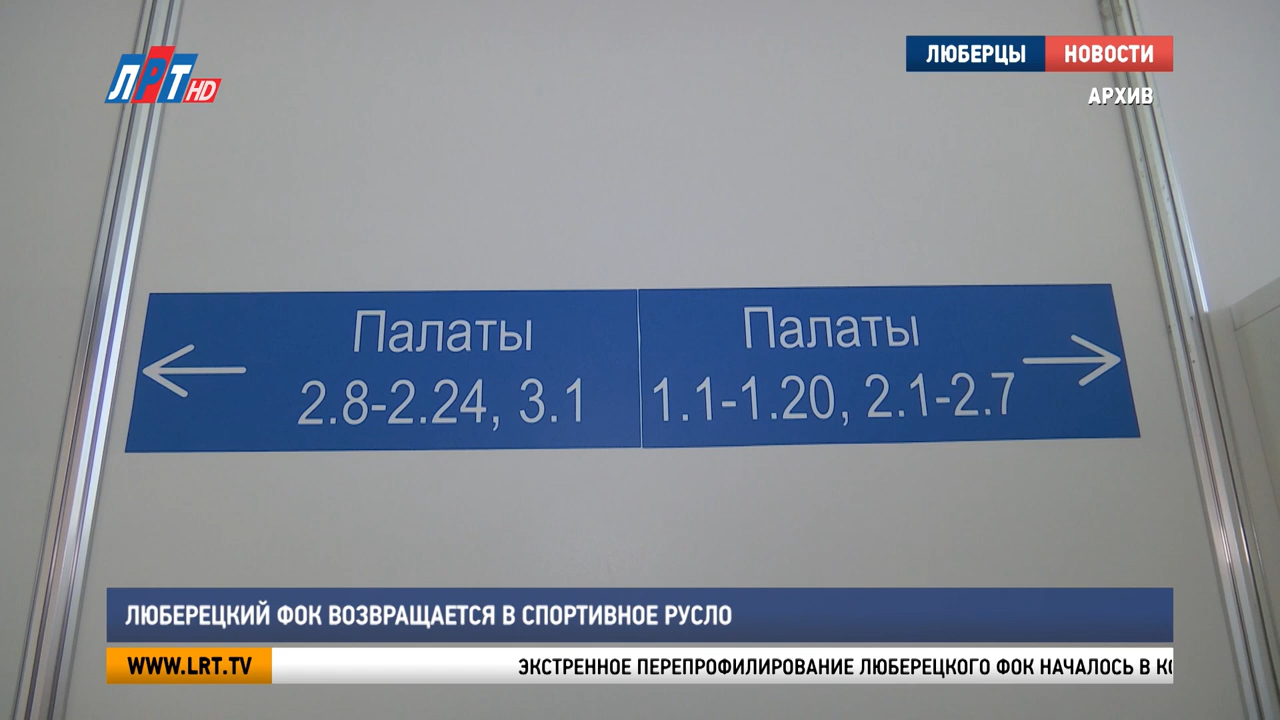 ЛРТ HD
ЛЮБЕРЦЫ НОВОСТИ
АРХИВ
Палаты
2.8-2.24, 3.1
Палаты
1.1-1.20, 2.1-2.7
ЛЮБЕРЕЦКИЙ ФОК ВОЗВРАЩАЕТСЯ В СПОРТИВНОЕ РУСЛО
WWW.LRT.TV
ЭКСТРЕННОЕ ПЕРЕПРОФИЛИРОВАНИЕ ЛЮБЕРЕЦКОГО ФОК НАЧАЛОСЬ В